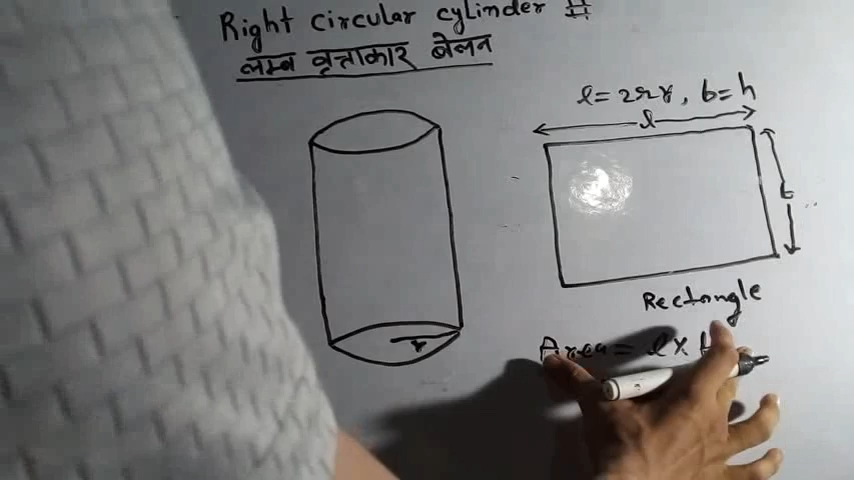 Right circular cylinder #
लम्ब वृत्ताकार बेलन
l = 2πr, b = h
l
b
Rectangle
r
Area = l ×